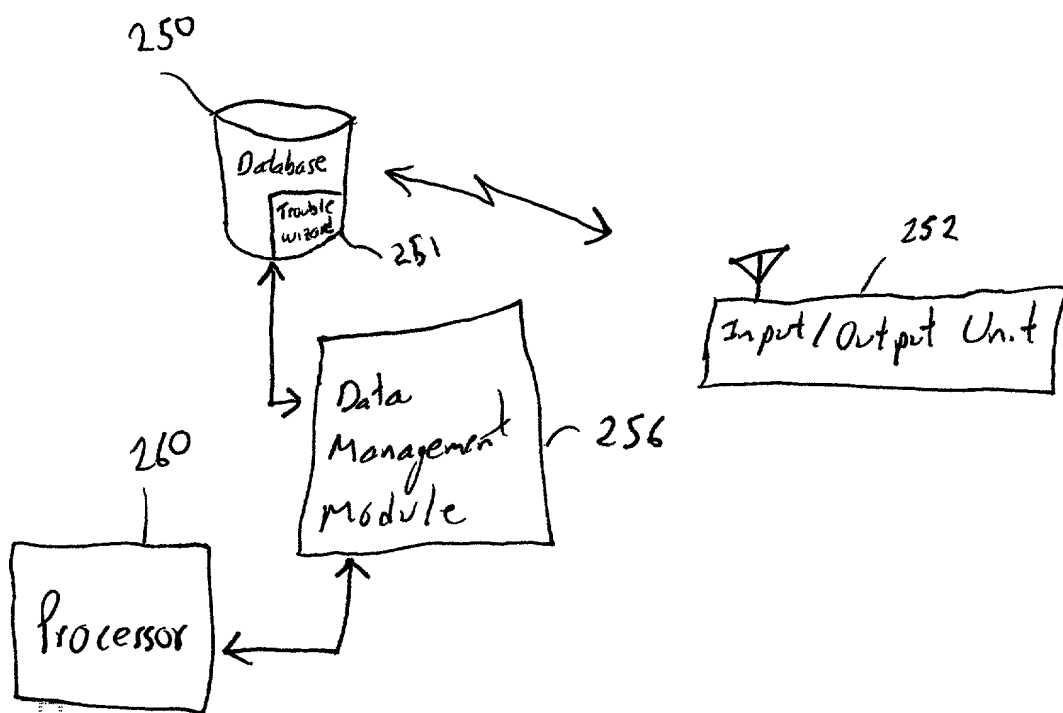 250
Database
Trouble
wizard
251
252
Input/Output Unit
Data
Management
Module
256
260
Processor